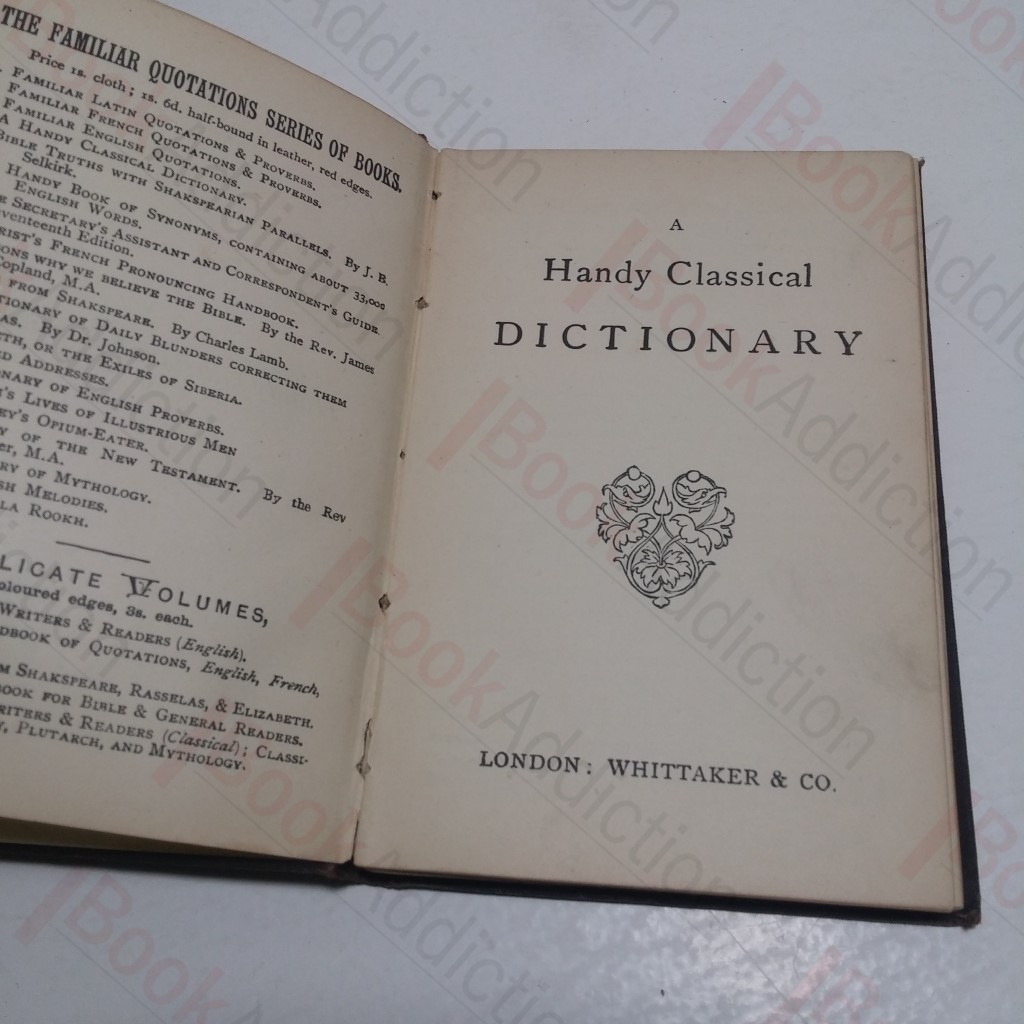 THE FAMILIAR QUOTATIONS SERIES OF BOOKS.
Price 1s. cloth; 1s. 6d. half-bound in leather, red edges.
FAMILIAR LATIN QUOTATIONS & PROVERBS.
FAMILIAR FRENCH QUOTATIONS & PROVERBS.
FAMILIAR ENGLISH QUOTATIONS.
A HANDY CLASSICAL DICTIONARY.
BIBLE TRUTHS WITH SHAKSPEARIAN PARALLELS. By J. B.
Selkirk.
HANDY BOOK OF SYNONYMS, CONTAINING ABOUT 33,000
ENGLISH WORDS.
SECRETARY'S ASSISTANT AND CORRESPONDENT'S GUIDE
Seventeenth Edition.
FRENCH PRONOUNCING HANDBOOK.
WHY WE BELIEVE THE BIBLE. By the Rev. James
Copland, M.A.
FROM SHAKSPEARE. By Charles Lamb.
OF DAILY BLUNDERS CORRECTING THEM
By Dr. Johnson.
OR THE EXILES OF SIBERIA.
ADDRESSES.
OF ENGLISH PROVERBS.
LIVES OF ILLUSTRIOUS MEN
OPIUM-EATER.
OF THE NEW TESTAMENT. By the Rev
M.A.
OF MYTHOLOGY.
MELODIES.
ROOKH.
VOLUMES,
coloured edges, 3s. each.
WRITERS & READERS (English).
OF QUOTATIONS, English, French,
SHAKSPEARE, RASSELAS, & ELIZABETH.
FOR BIBLE & GENERAL READERS.
WRITERS & READERS (Classical); CLASSI-
PLUTARCH, AND MYTHOLOGY.
A
Handy Classical
DICTIONARY
LONDON: WHITTAKER & CO.
BookAddiction